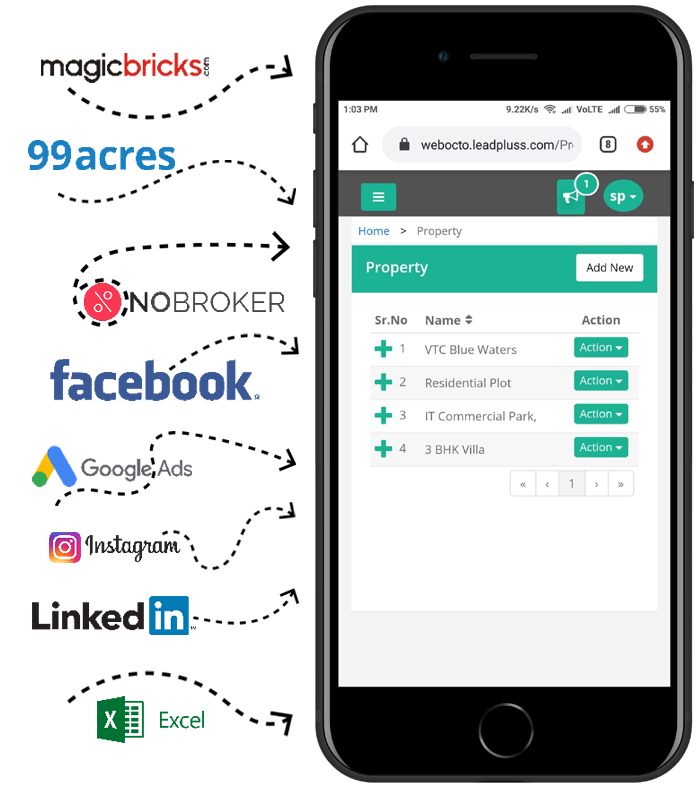 magicbricks.com
99acres
NOBROKER
facebook
Google Ads
Instagram
Linked in
Excel
1:03 PM 9.22K/s VoLTE 55%
webocto.leadpluss.com/Pr
8
1
sp
Home > Property
Property Add New
Sr.No Name Action
1 VTC Blue Waters Action
2 Residential Plot Action
3 IT Commercial Park, Action
4 3 BHK Villa Action
« ‹ 1 › »